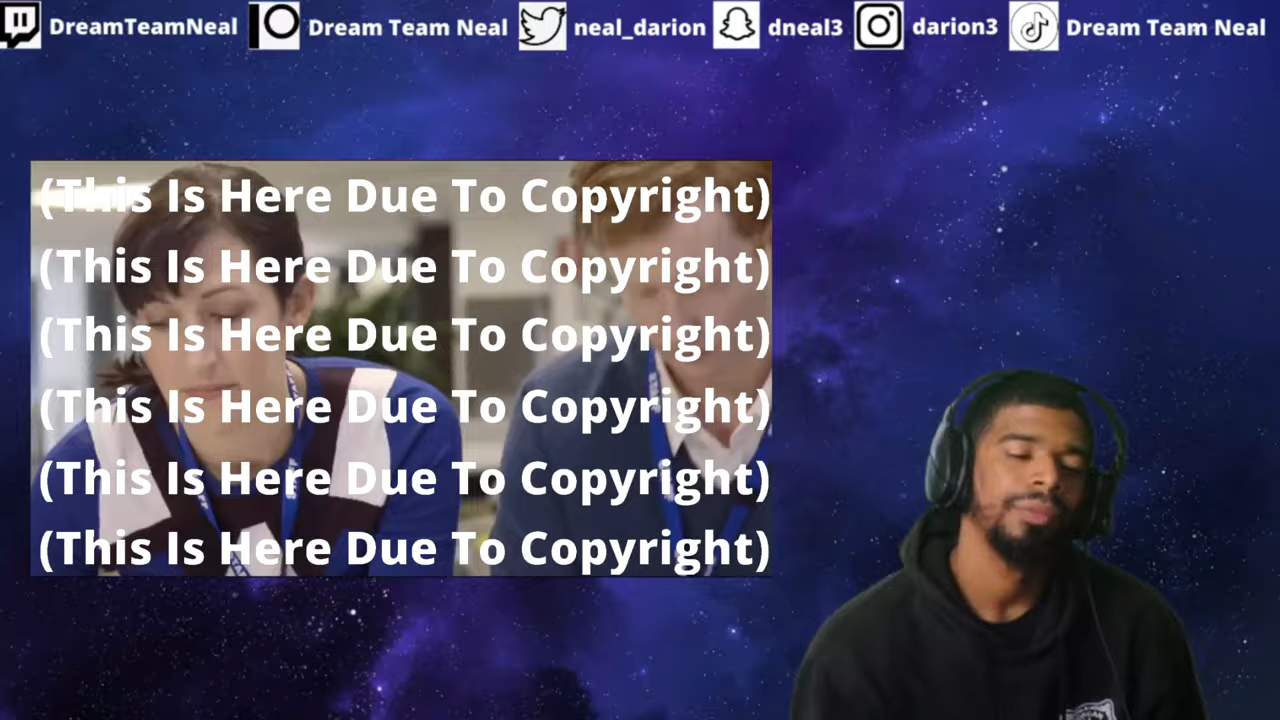 DreamTeamNeal Dream Team Neal neal_darion dneal3 darion3 Dream Team Neal
(This Is Here Due To Copyright)
(This Is Here Due To Copyright)
(This Is Here Due To Copyright)
(This Is Here Due To Copyright)
(This Is Here Due To Copyright)
(This Is Here Due To Copyright)